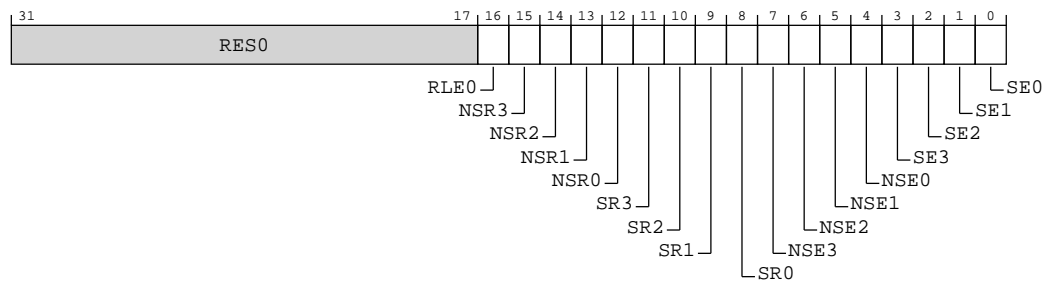 31 17 16 15 14 13 12 11 10 9 8 7 6 5 4 3 2 1 0
RES0
RLE0 SE0
NSR3 SE1
NSR2 SE2
NSR1 SE3
NSR0 NSE0
SR3 NSE1
SR2 NSE2
SR1 NSE3
SR0